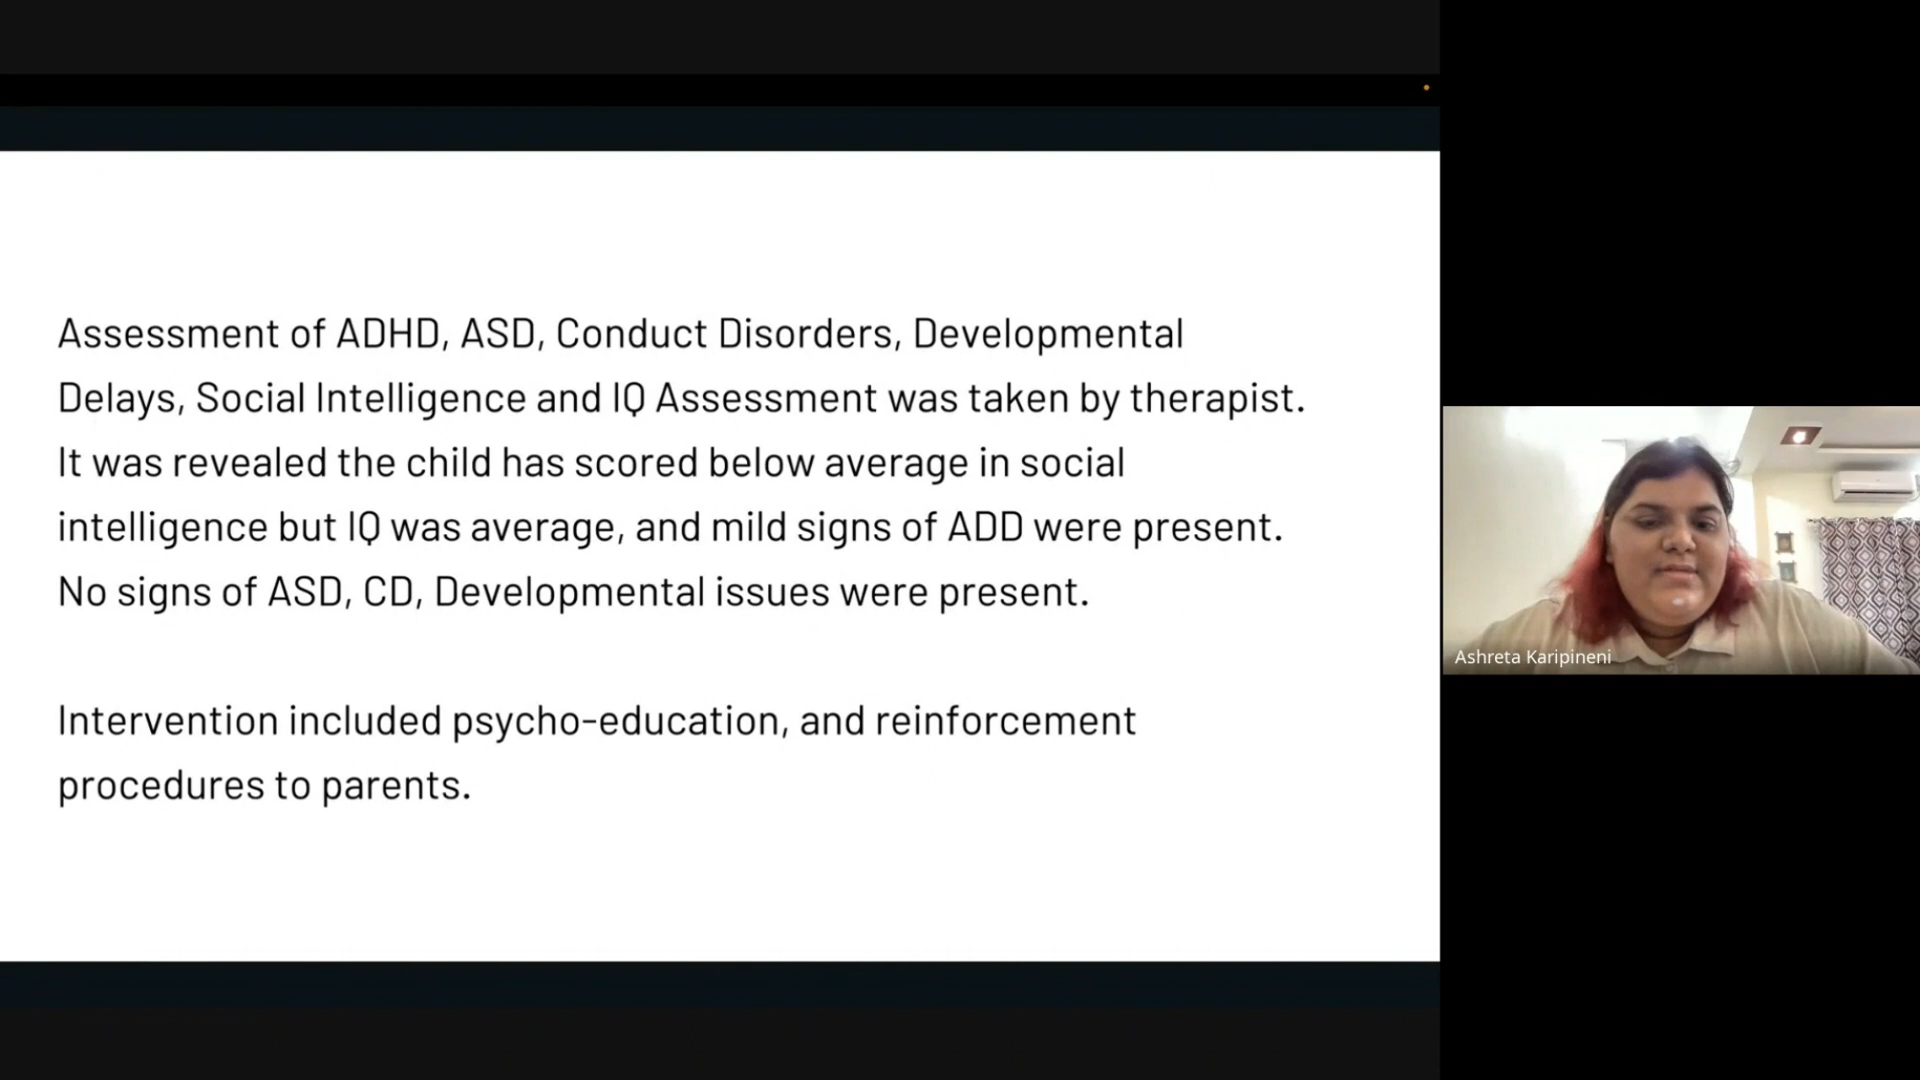 Assessment of ADHD, ASD, Conduct Disorders, Developmental
Delays, Social Intelligence and IQ Assessment was taken by therapist.
It was revealed the child has scored below average in social
intelligence but IQ was average, and mild signs of ADD were present.
No signs of ASD, CD, Developmental issues were present.
Intervention included psycho-education, and reinforcement
procedures to parents.
Ashreta Karipineni